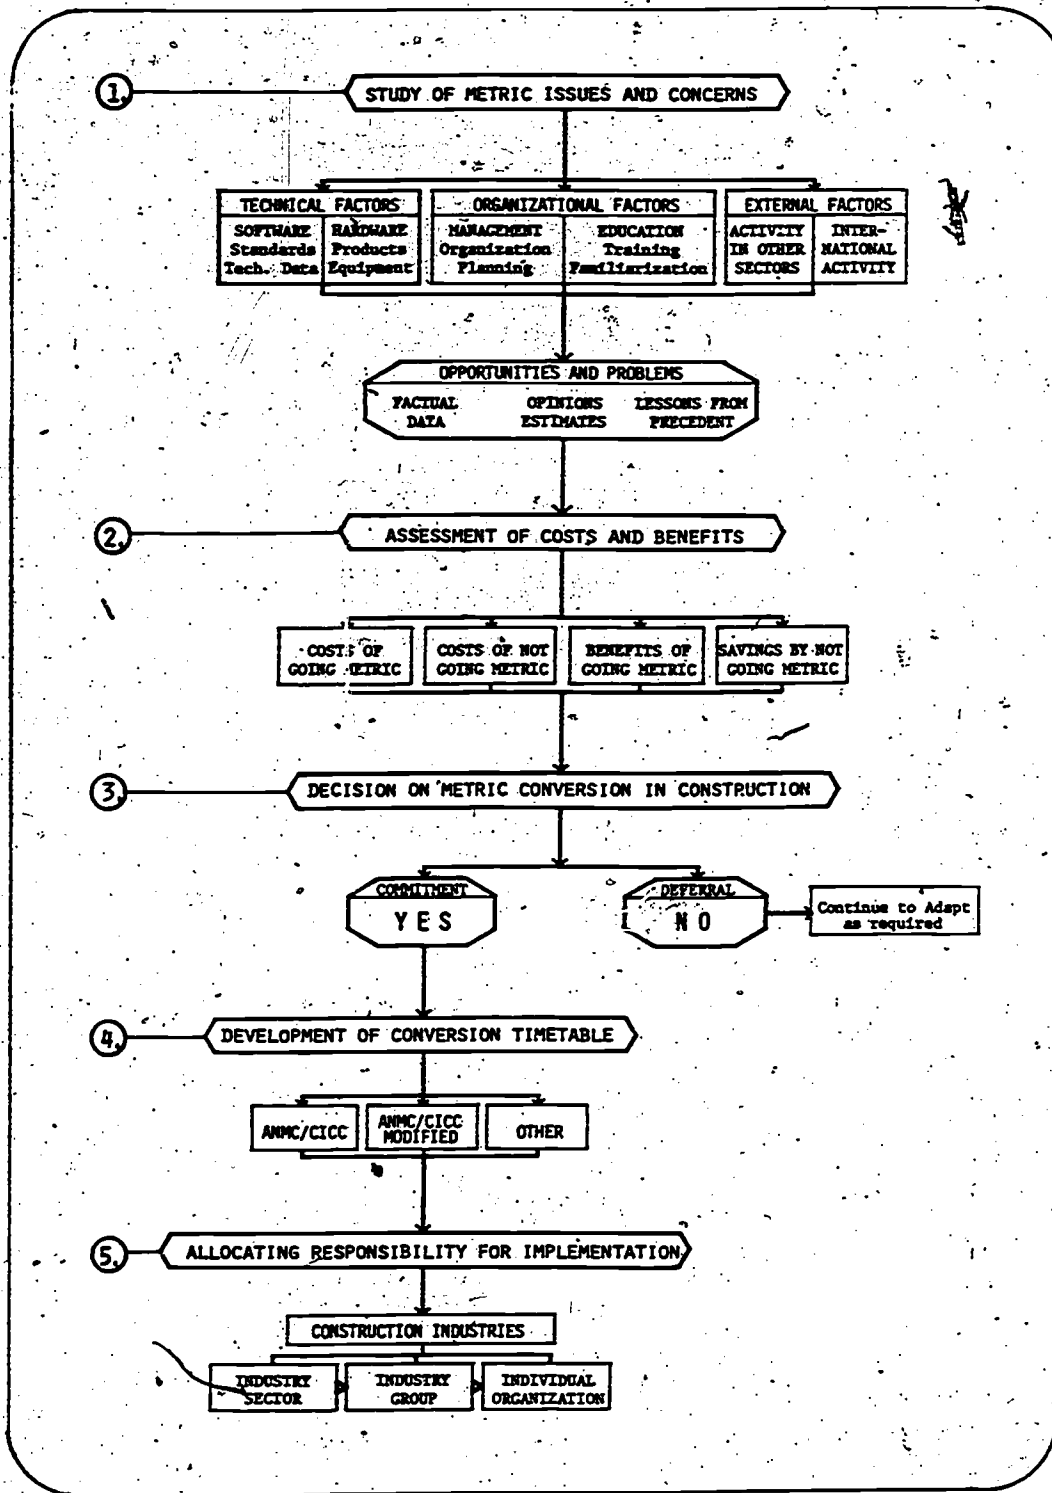 1.
STUDY OF METRIC ISSUES AND CONCERNS
TECHNICAL FACTORS
SOFTWARE
Standards
Tech. Data
HARDWARE
Products
Equipment
ORGANIZATIONAL FACTORS
MANAGEMENT
Organization
Planning
EDUCATION
Training
Familiarization
EXTERNAL FACTORS
ACTIVITY
IN OTHER
SECTORS
INTER-
NATIONAL
ACTIVITY
OPPORTUNITIES AND PROBLEMS
FACTUAL
DATA
OPINIONS
ESTIMATES
LESSONS FROM
PRECEDENT
2.
ASSESSMENT OF COSTS AND BENEFITS
COSTS OF
GOING METRIC
COSTS OF NOT
GOING METRIC
BENEFITS OF
GOING METRIC
SAVINGS BY NOT
GOING METRIC
3.
DECISION ON METRIC CONVERSION IN CONSTRUCTION
COMMITMENT
YES
DEFERRAL
NO
Continue to Adapt
as required
4.
DEVELOPMENT OF CONVERSION TIMETABLE
ANMC/CICC
ANMC/CICC
MODIFIED
OTHER
5.
ALLOCATING RESPONSIBILITY FOR IMPLEMENTATION
CONSTRUCTION INDUSTRIES
INDUSTRY
SECTOR
INDUSTRY
GROUP
INDIVIDUAL
ORGANIZATION